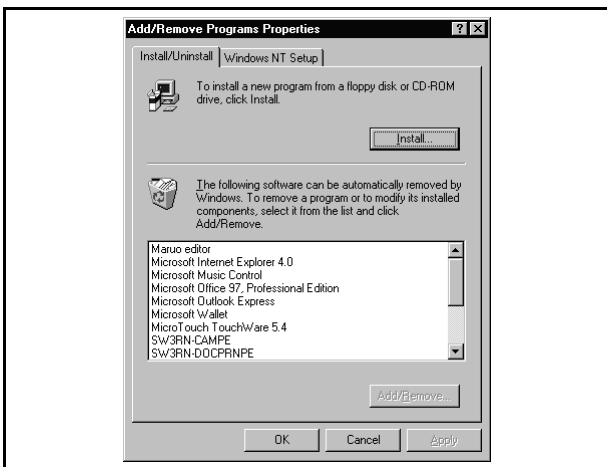 Add/Remove Programs Properties
Install/Uninstall Windows NT Setup
To install a new program from a floppy disk or CD-ROM
drive, click Install.
Install...
The following software can be automatically removed by
Windows. To remove a program or to modify its installed
components, select it from the list and click
Add/Remove.
Maruo editor
Microsoft Internet Explorer 4.0
Microsoft Music Control
Microsoft Office 97, Professional Edition
Microsoft Outlook Express
Microsoft Wallet
MicroTouch TouchWare 5.4
SW3RN-CAMPE
SW3RN-DOCPRNPE
Add/Remove...
OK Cancel Apply